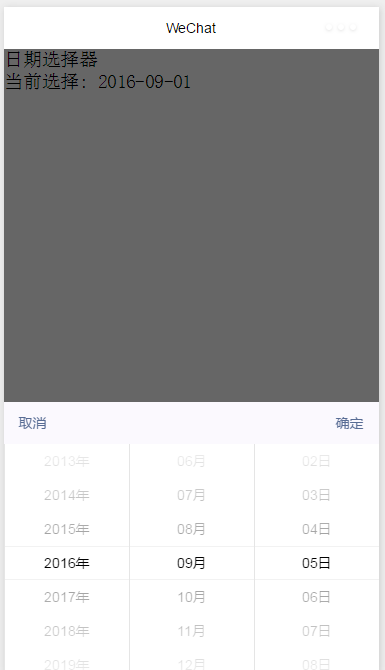 WeChat
日期选择器
当前选择: 2016-09-01
取消 确定
2013年 06月 02日
2014年 07月 03日
2015年 08月 04日
2016年 09月 05日
2017年 10月 06日
2018年 11月 07日
2019年 12月 08日